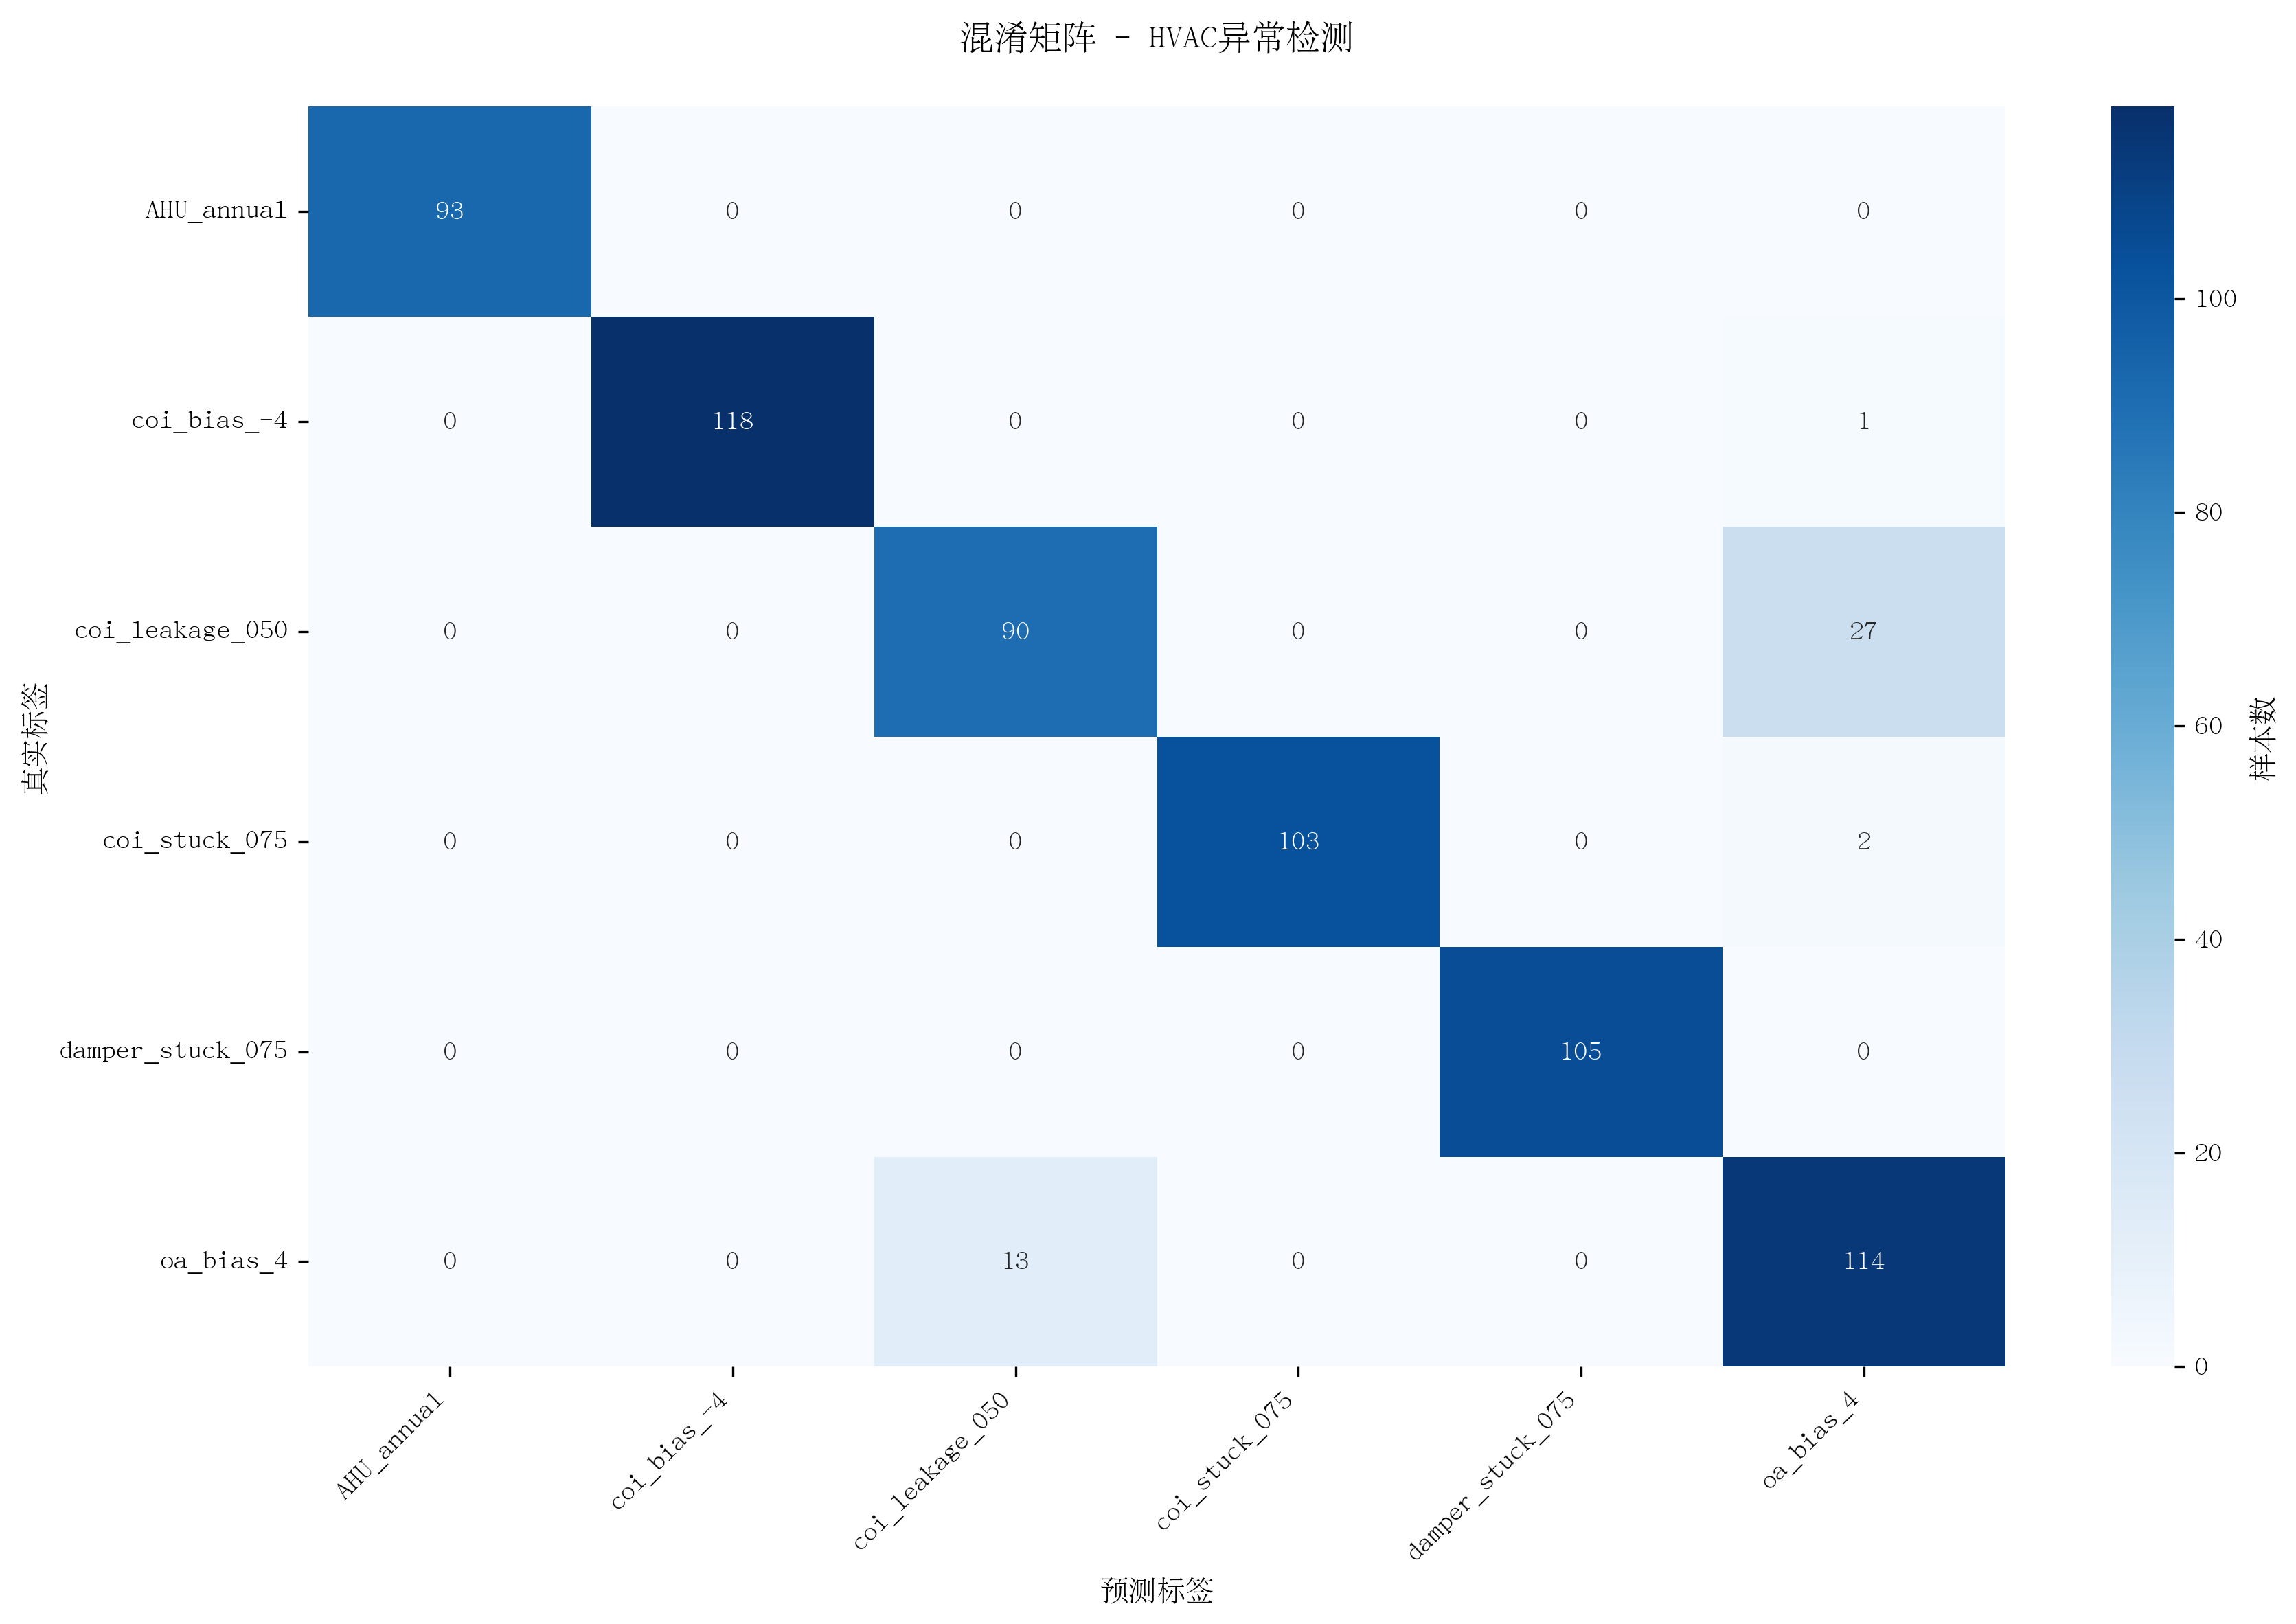 混淆矩阵 - HVAC异常检测
真实标签
AHU_annual 93 0 0 0 0 0
coi_bias_-4 0 118 0 0 0 1
coi_leakage_050 0 0 90 0 0 27
coi_stuck_075 0 0 0 103 0 2
damper_stuck_075 0 0 0 0 105 0
oa_bias_4 0 0 13 0 0 114
AHU_annual
coi_bias_-4
coi_leakage_050
coi_stuck_075
damper_stuck_075
oa_bias_4
预测标签
100
80
60
40
20
0
样本数